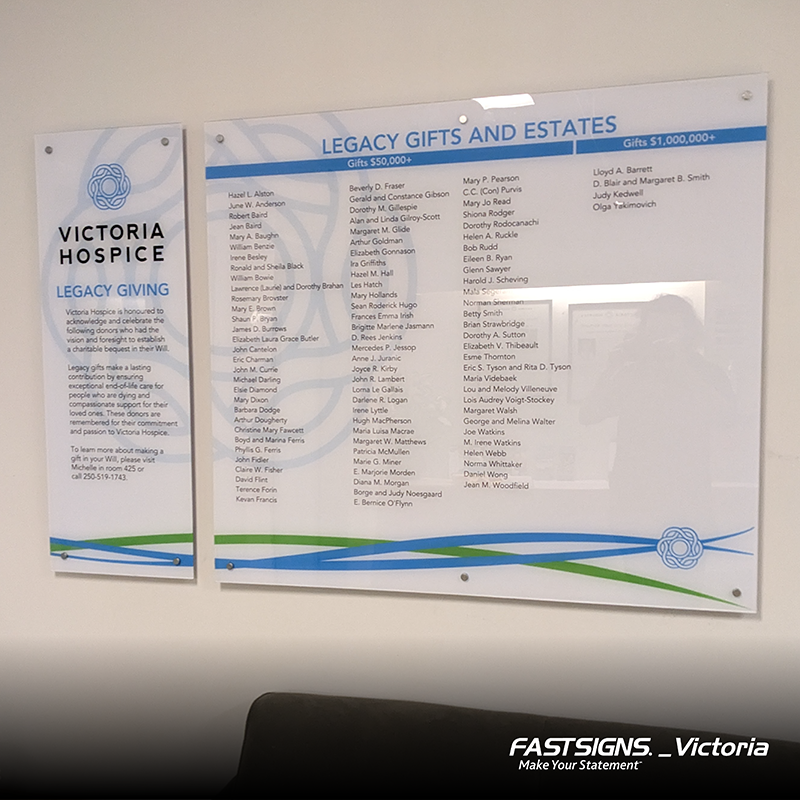 VICTORIA
HOSPICE
LEGACY GIVING
Victoria Hospice is honoured to
acknowledge and celebrate the
following donors who had the
vision and foresight to establish
a charitable bequest in their Will.
Legacy gifts make a lasting
contribution by ensuring
exceptional end-of-life care for
people who are dying and
compassionate support for their
loved ones. These donors are
remembered for their commitment
and passion to Victoria Hospice.
To learn more about making a
gift in your Will, please visit
Michelle in room 425 or
call 250-519-1743.
LEGACY GIFTS AND ESTATES
Gifts $50,000+
Hazel L. Alston
June W. Anderson
Robert Baird
Jean Baird
Mary A. Baughn
William Benzie
Irene Besley
Ronald and Sheila Black
William Bowie
Lawrence (Laurie) and Dorothy Brahan
Rosemary Brovster
Mary E. Brown
Shaun P. Bryan
James D. Burrows
Elizabeth Laura Grace Butler
John Cantelon
Eric Charman
John M. Currie
Michael Darling
Elsie Diamond
Mary Dixon
Barbara Dodge
Arthur Dougherty
Christine Mary Fawcett
Boyd and Marina Ferris
Phyllis G. Ferris
John Fidler
Claire W. Fisher
David Flint
Terence Forin
Kevan Francis
Beverly D. Fraser
Gerald and Constance Gibson
Dorothy M. Gillespie
Alan and Linda Gilroy-Scott
Margaret M. Glide
Arthur Goldman
Elizabeth Gonnason
Ira Griffiths
Hazel M. Hall
Les Hatch
Mary Hollands
Sean Roderick Hugo
Frances Emma Irish
Brigitte Marlene Jasmann
D. Rees Jenkins
Mercedes P. Jessop
Anne J. Juranic
Joyce R. Kirby
John R. Lambert
Lorna Le Gallais
Darlene R. Logan
Irene Lyttle
Hugh MacPherson
Maria Luisa Macrae
Margaret W. Matthews
Patricia McMullen
Marie G. Miner
E. Marjorie Morden
Diana M. Morgan
Borge and Judy Noesgaard
E. Bernice O'Flynn
Mary P. Pearson
C.C. (Con) Purvis
Mary Jo Read
Shiona Rodger
Dorothy Rodocanachi
Helen A. Ruckle
Bob Rudd
Eileen B. Ryan
Glenn Sawyer
Harold J. Scheving
Mala
Norman Sherman
Betty Smith
Brian Strawbridge
Dorothy A. Sutton
Elizabeth V. Thibeault
Esme Thornton
Eric S. Tyson and Rita D. Tyson
Maria Videbaek
Lou and Melody Villeneuve
Lois Audrey Voigt-Stockey
Margaret Walsh
George and Melina Walter
Joe Watkins
M. Irene Watkins
Helen Webb
Norma Whittaker
Daniel Wong
Jean M. Woodfield
Gifts $1,000,000+
Lloyd A. Barrett
D. Blair and Margaret B. Smith
Judy Kedwell
Olga Yakimovich
FASTSIGNS. _Victoria
Make Your Statement™